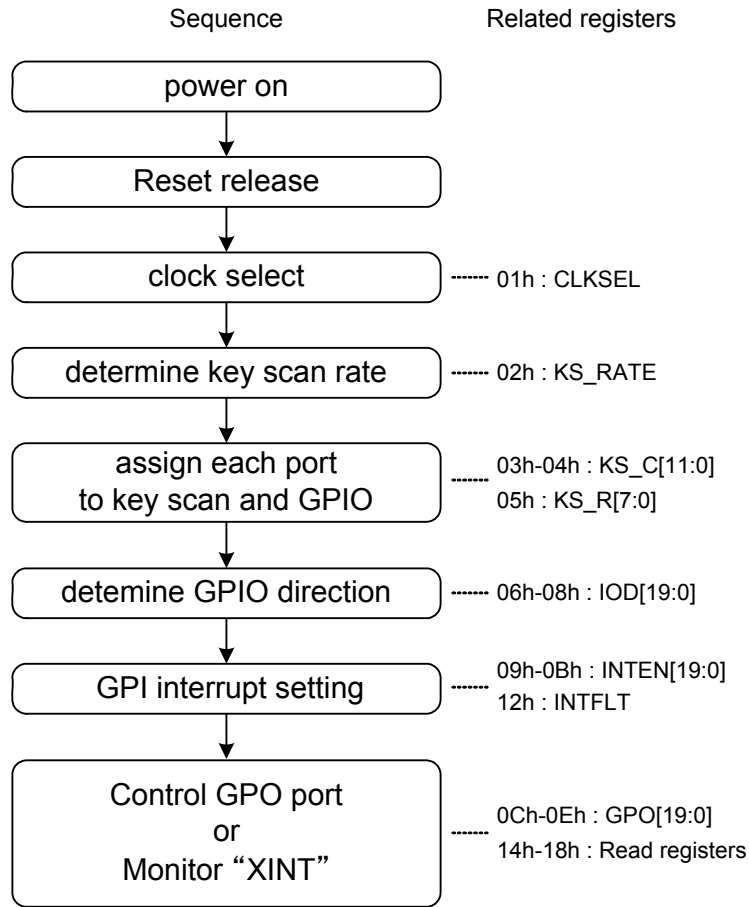 Sequence
Related registers
power on
Reset release
clock select
01h : CLKSEL
determine key scan rate
02h : KS_RATE
assign each port
to key scan and GPIO
03h-04h : KS_C[11:0]
05h : KS_R[7:0]
detemine GPIO direction
06h-08h : IOD[19:0]
GPI interrupt setting
09h-0Bh : INTEN[19:0]
12h : INTFLT
Control GPO port
or
Monitor “XINT”
0Ch-0Eh : GPO[19:0]
14h-18h : Read registers